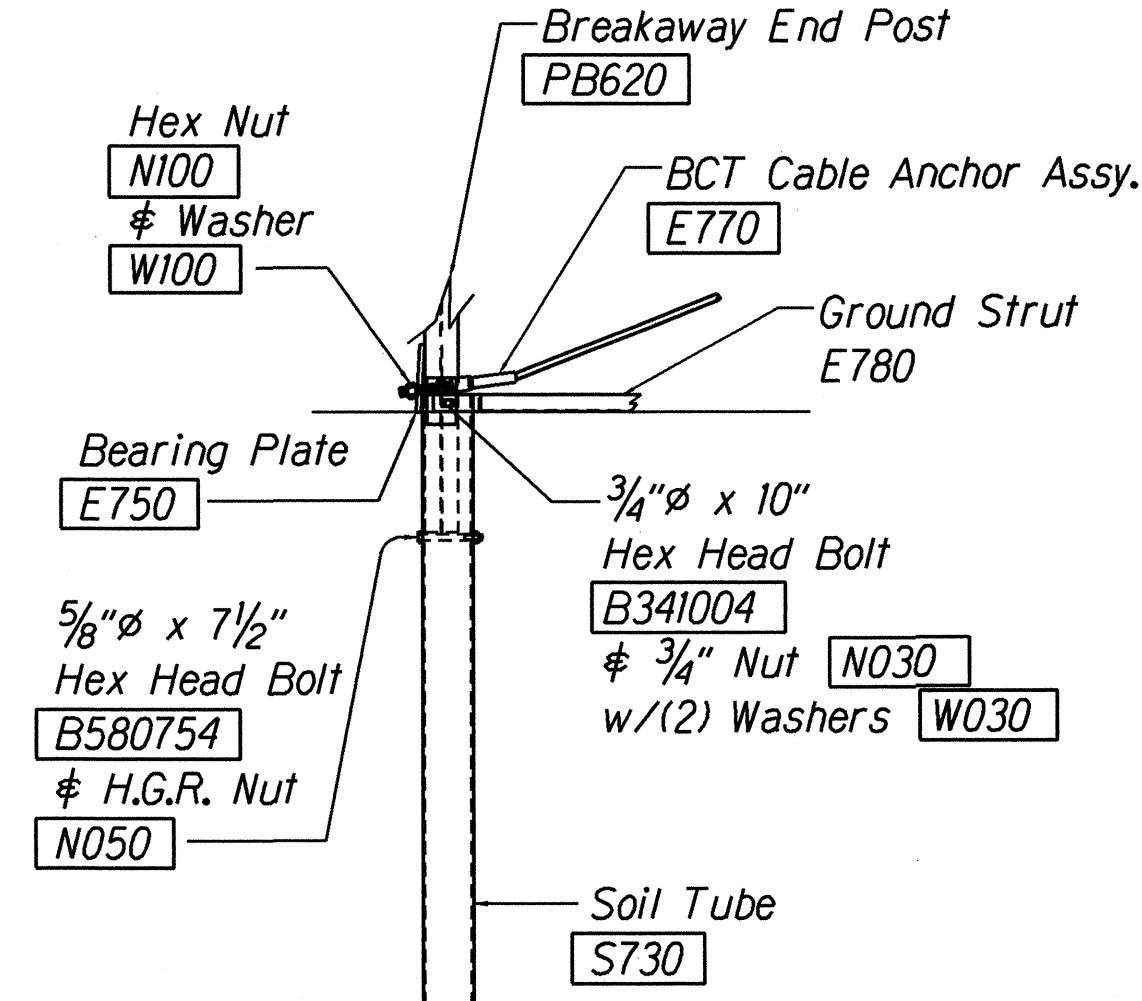 Breakaway End Post
PB620
Hex Nut
N100
& Washer
W100
BCT Cable Anchor Assy.
E770
Ground Strut
E780
Bearing Plate
E750
3/4"ø x 10"
Hex Head Bolt
B341004
& 3/4" Nut N030
w/(2) Washers W030
5/8"ø x 7 1/2"
Hex Head Bolt
B580754
& H.G.R. Nut
N050
Soil Tube
S730